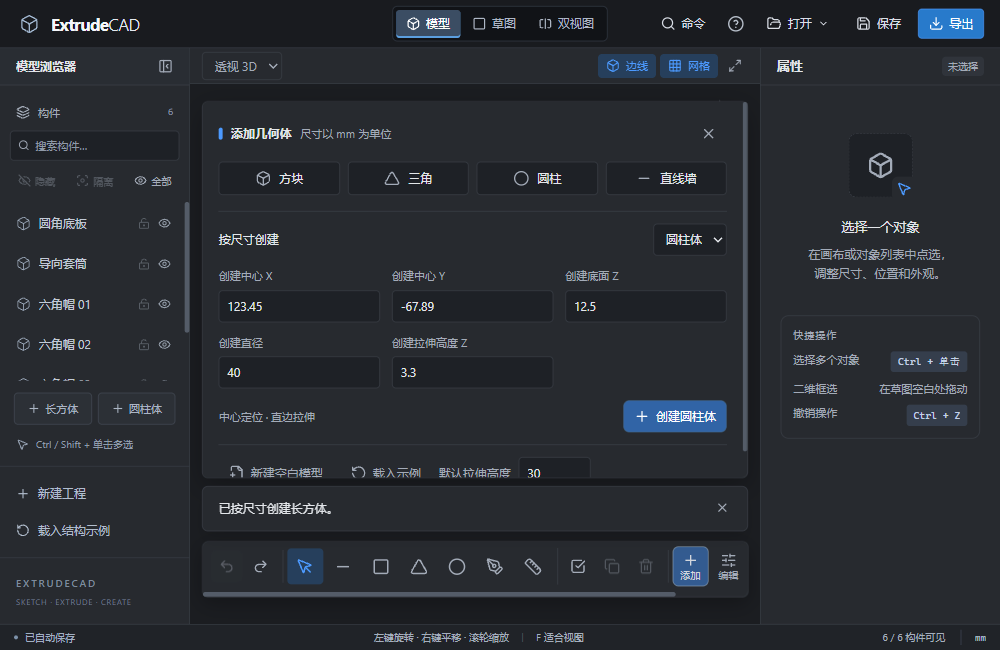 ExtrudeCAD
模型
草图
双视图
命令
打开
保存
导出
模型浏览器
透视 3D
边线
网格
属性
未选择
构件
6
搜索构件...
隐藏
隔离
全部
圆角底板
导向套筒
六角帽 01
六角帽 02
长方体
圆柱体
Ctrl / Shift + 单击多选
新建工程
载入结构示例
EXTRUDECAD
SKETCH · EXTRUDE · CREATE
添加几何体 尺寸以 mm 为单位
方块
三角
圆柱
直线墙
按尺寸创建
圆柱体
创建中心 X
创建中心 Y
创建底面 Z
123.45
-67.89
12.5
创建直径
创建拉伸高度 Z
40
3.3
中心定位 · 直边拉伸
创建圆柱体
新建空白模型
载入示例
默认拉伸高度
30
已按尺寸创建长方体。
添加
编辑
选择一个对象
在画布或对象列表中点选，
调整尺寸、位置和外观。
快捷操作
选择多个对象
Ctrl + 单击
二维框选
在草图空白处拖动
撤销操作
Ctrl + Z
已自动保存
左键旋转 · 右键平移 · 滚轮缩放
F 适合视图
6 / 6 构件可见
mm